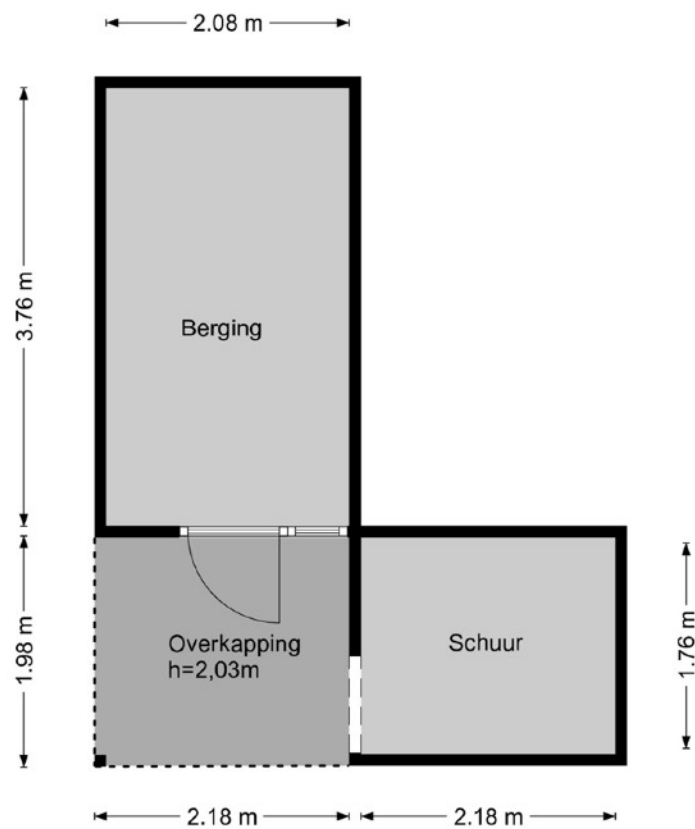 2.08 m
3.76 m
Berging
1.98 m
Overkapping
h=2,03m
Schuur
1.76 m
2.18 m
2.18 m